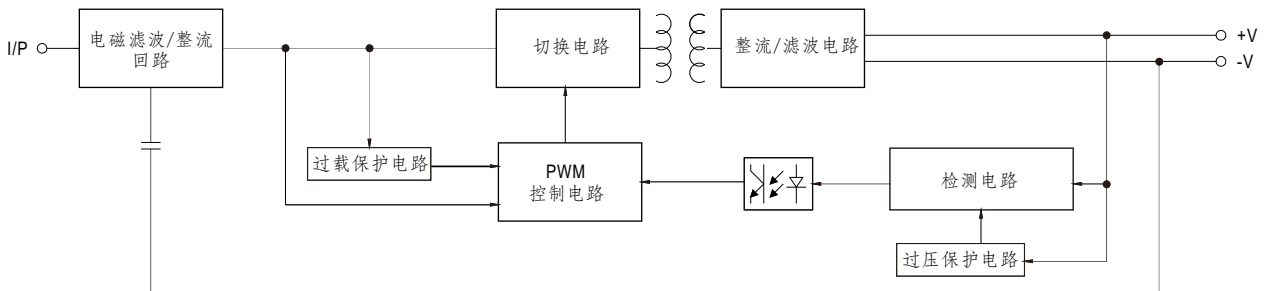 I/P
电磁滤波/整流
回路
切换电路
整流/滤波电路
+V
-V
过载保护电路
PWM
控制电路
检测电路
过压保护电路